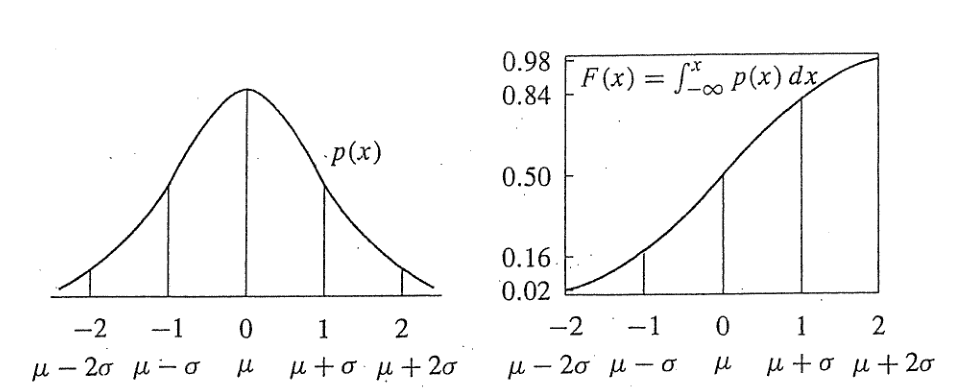 p(x)
−2 −1 0 1 2
μ − 2σ μ − σ μ μ + σ μ + 2σ
0.98
0.84
0.50
0.16
0.02
F(x) = ∫_{−∞}^{x} p(x) dx
−2 −1 0 1 2
μ − 2σ μ − σ μ μ + σ μ + 2σ